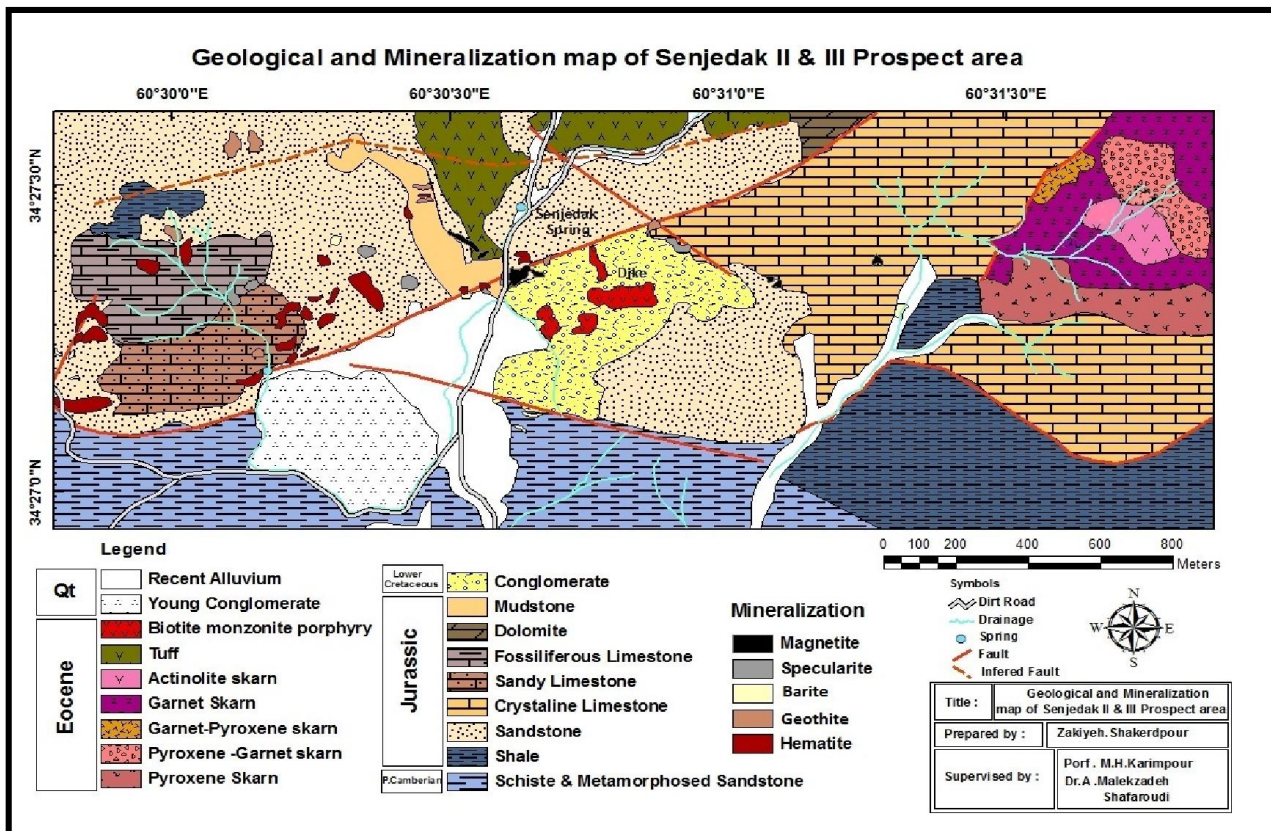 Geological and Mineralization map of Senjedak II & III Prospect area
60°30'0"E
60°30'30"E
60°31'0"E
60°31'30"E
34°27'30"N
34°27'0"N
Senjedak
Spring
Dike
Legend
Qt
Recent Alluvium
Young Conglomerate
Eocene
Biotite monzonite porphyry
Tuff
Actinolite skarn
Garnet Skarn
Garnet-Pyroxene skarn
Pyroxene -Garnet skarn
Pyroxene Skarn
Lower
Cretaceous
Conglomerate
Jurassic
Mudstone
Dolomite
Fossiliferous Limestone
Sandy Limestone
Crystaline Limestone
Sandstone
Shale
P.Camberian
Schiste & Metamorphosed Sandstone
Mineralization
Magnetite
Specularite
Barite
Geothite
Hematite
0 100 200 400 600 800
Meters
Symbols
Dirt Road
Drainage
Spring
Fault
Infered Fault
N
W E
S
Title : Geological and Mineralization
map of Senjedak II & III Prospect area
Prepared by : Zakiyeh.Shakerdpour
Supervised by : Porf . M.H.Karimpour
Dr.A .Malekzadeh
Shafaroudi